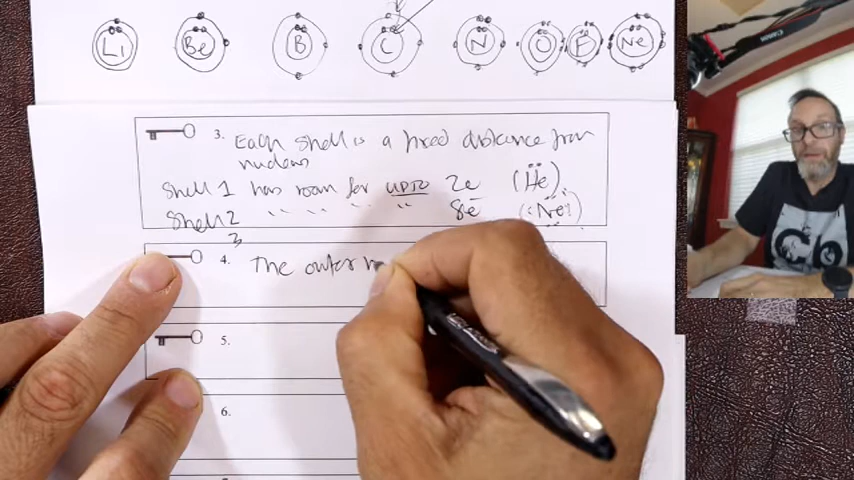 Li Be B C N O F Ne
3. Each shell is a fixed distance from
nucleus
Shell 1 has room for upto 2e (He)
Shell 2 " " " " 8e (Ne)
3
4. The outer
5.
6.